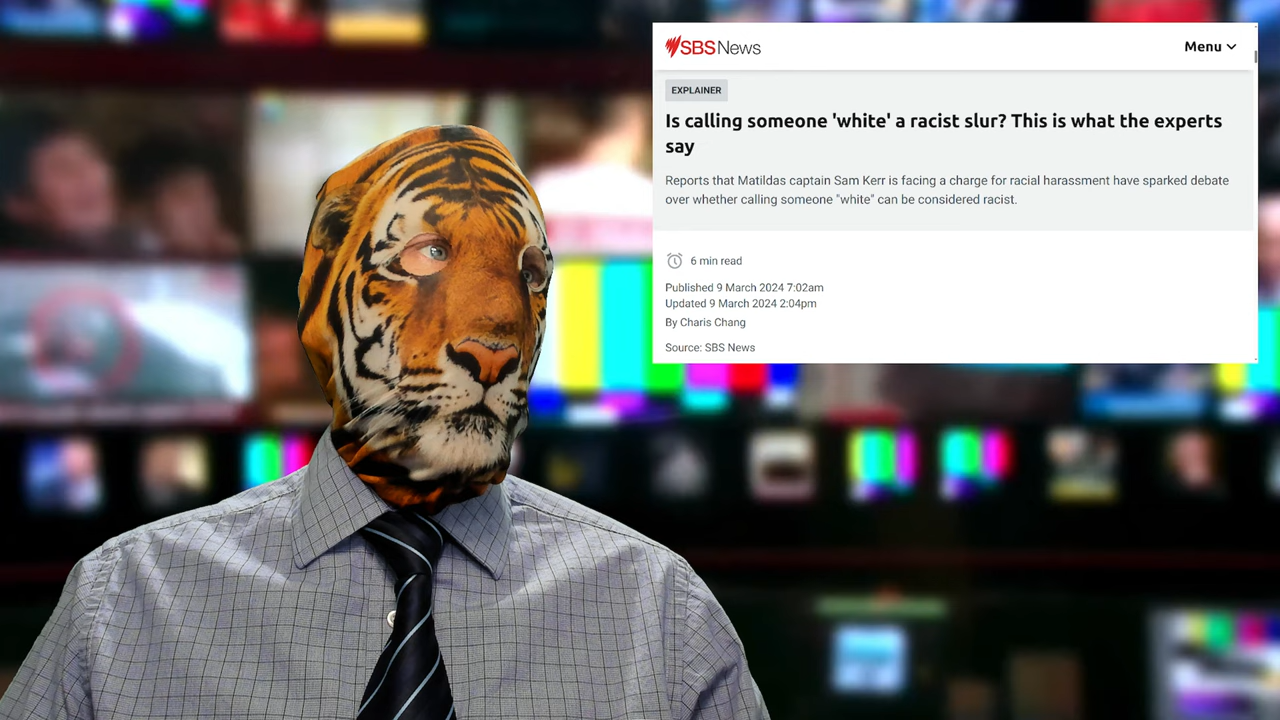 SBS News
Menu
EXPLAINER
Is calling someone 'white' a racist slur? This is what the experts
say
Reports that Matildas captain Sam Kerr is facing a charge for racial harassment have sparked debate
over whether calling someone "white" can be considered racist.
6 min read
Published 9 March 2024 7:02am
Updated 9 March 2024 2:04pm
By Charis Chang
Source: SBS News